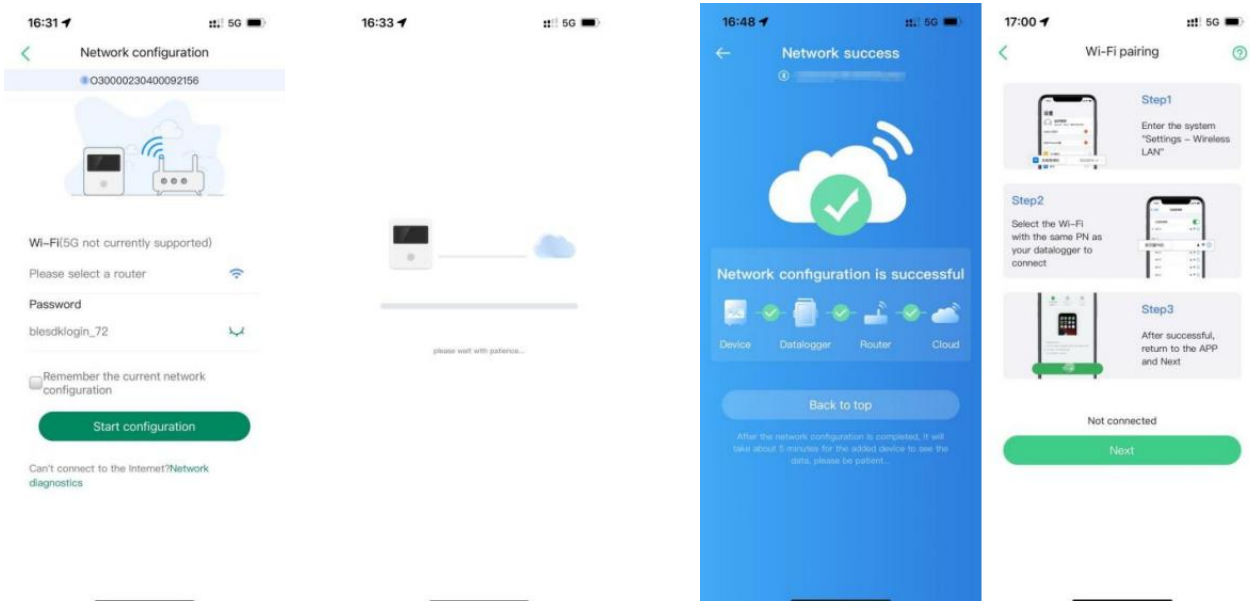 16:31
5G
Network configuration
O30000230400092156
Wi-Fi(5G not currently supported)
Please select a router
Password
blesdklogin_72
Remember the current network
configuration
Start configuration
Can't connect to the Internet?Network
diagnostics
16:33
5G
please wait with patience...
16:48
5G
Network success
Network configuration is successful
Device
Datalogger
Router
Cloud
Back to top
After the network configuration is completed, it will
take about 5 minutes for the added device to see the
data, please be patient...
17:00
5G
Wi-Fi pairing
Step1
Enter the system
"Settings – Wireless
LAN"
Step2
Select the Wi-Fi
with the same PN as
your datalogger to
connect
Step3
After successful,
return to the APP
and Next
Not connected
Next